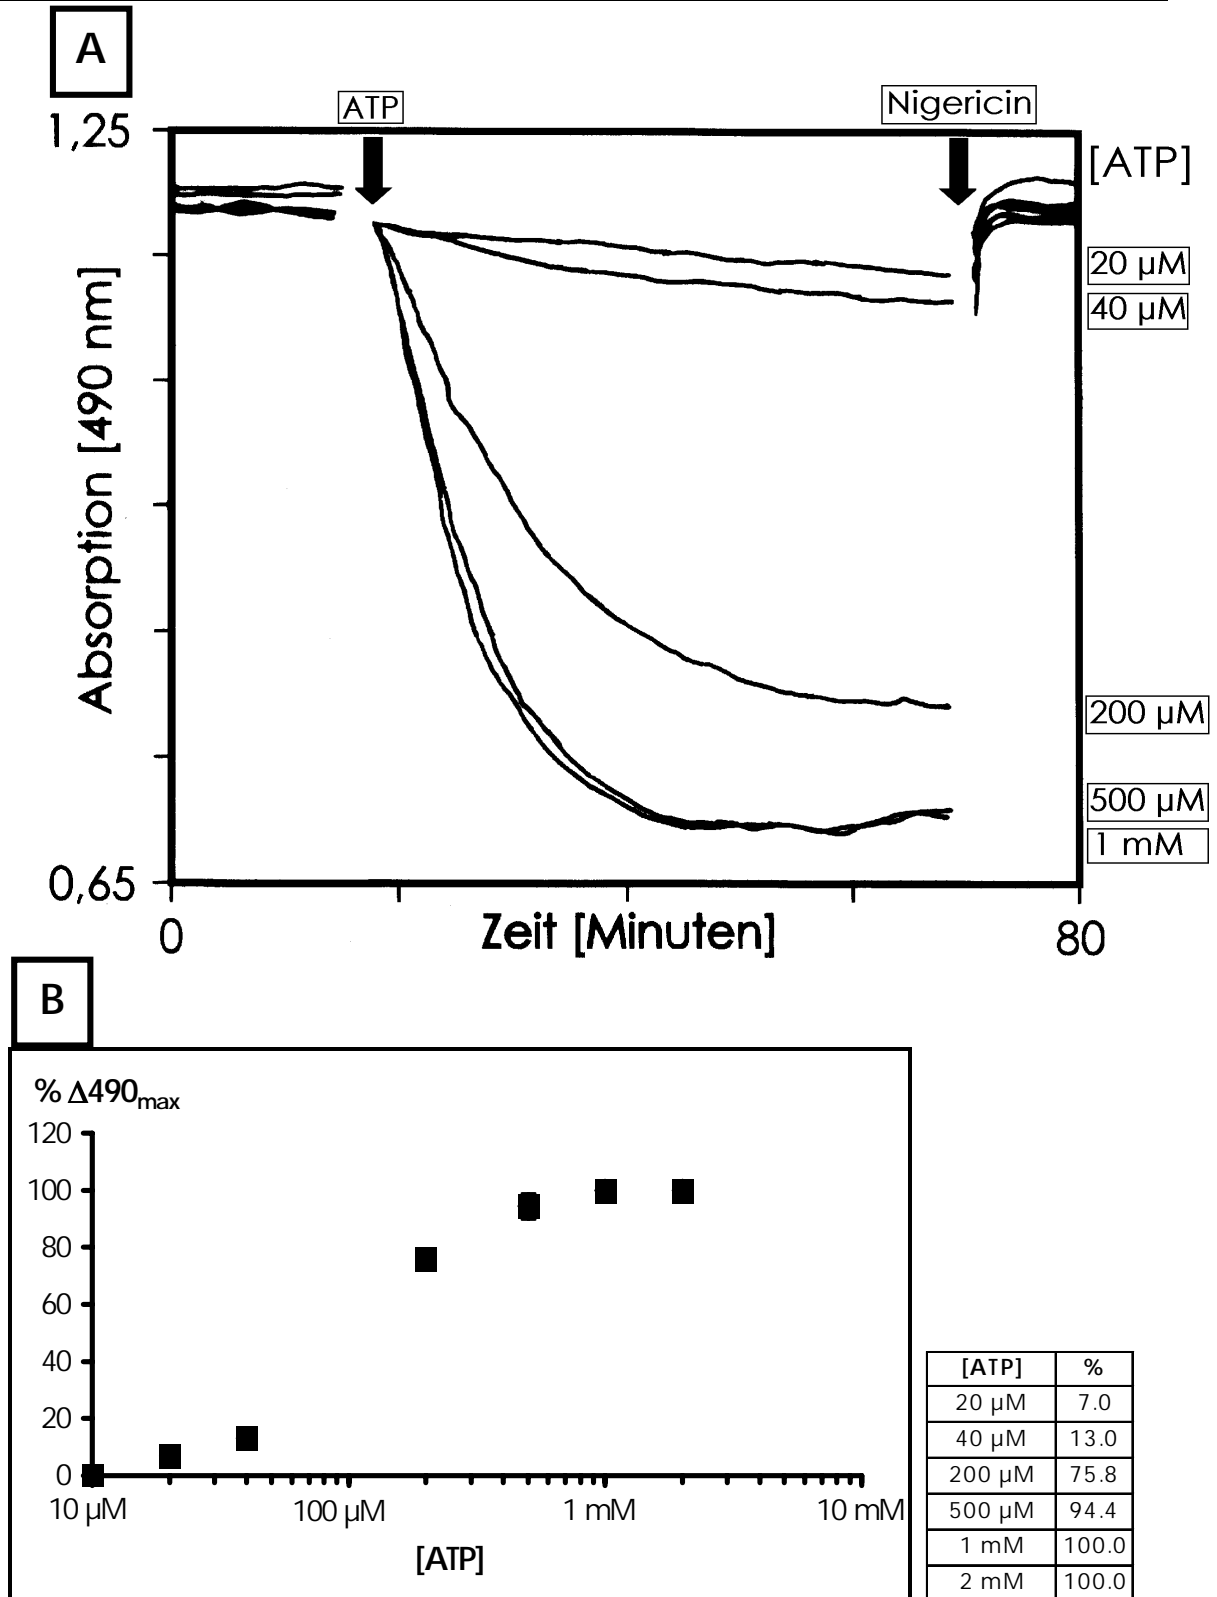 A
ATP
Nigericin
1,25
[ATP]
20 µM
40 µM
Absorption [490 nm]
200 µM
500 µM
1 mM
0,65
0
Zeit [Minuten]
80
B
% Δ490max
120
100
80
60
40
20
0
10 µM
100 µM
1 mM
10 mM
[ATP]
[ATP] %
20 µM 7.0
40 µM 13.0
200 µM 75.8
500 µM 94.4
1 mM 100.0
2 mM 100.0